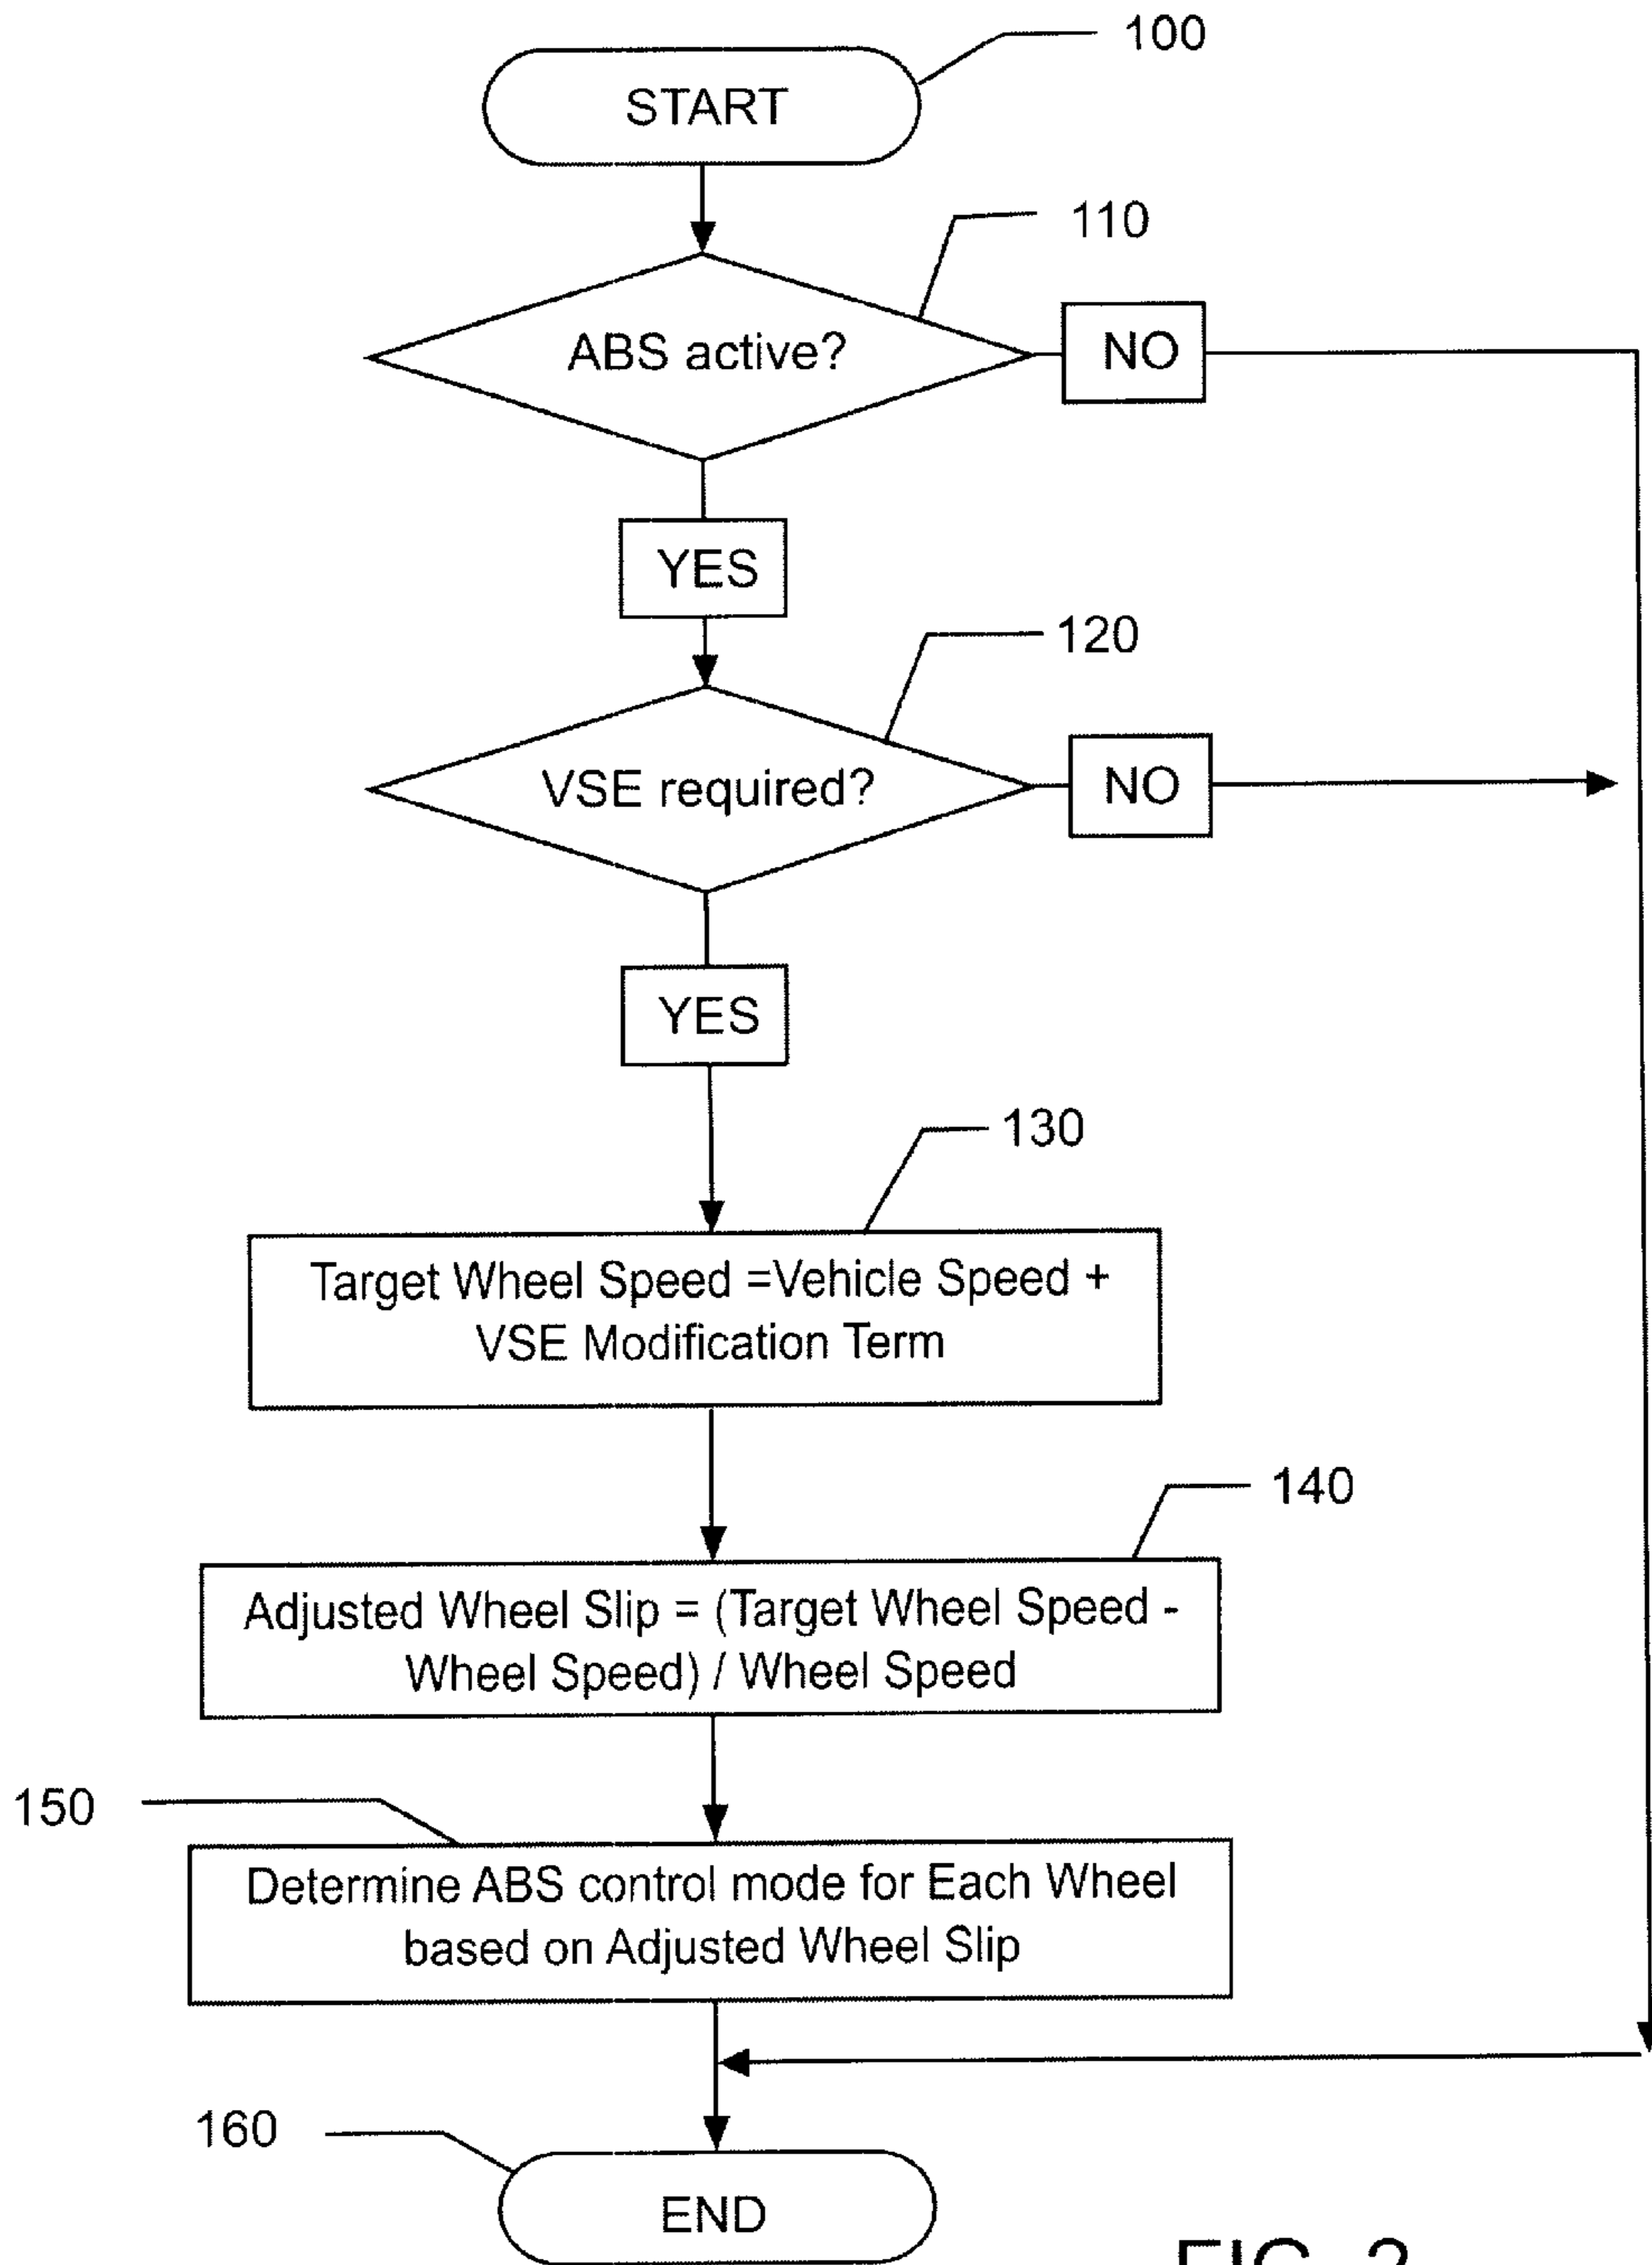 100
START
110
ABS active?
NO
YES
120
VSE required?
NO
YES
130
Target Wheel Speed =Vehicle Speed +
VSE Modification Term
140
Adjusted Wheel Slip = (Target Wheel Speed -
Wheel Speed) / Wheel Speed
150
Determine ABS control mode for Each Wheel
based on Adjusted Wheel Slip
160
END
FIG. 2